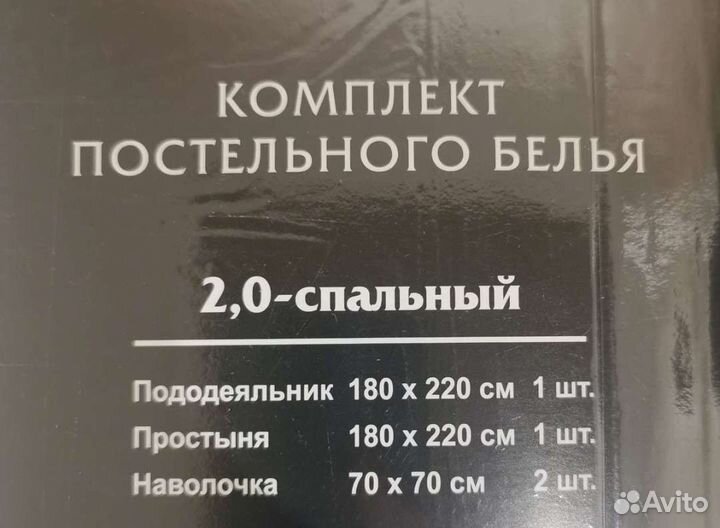 КОМПЛЕКТ
ПОСТЕЛЬНОГО БЕЛЬЯ
2,0-спальный
Пододеяльник 180 x 220 см 1 шт.
Простыня 180 x 220 см 1 шт.
Наволочка 70 x 70 см 2 шт.
Avito